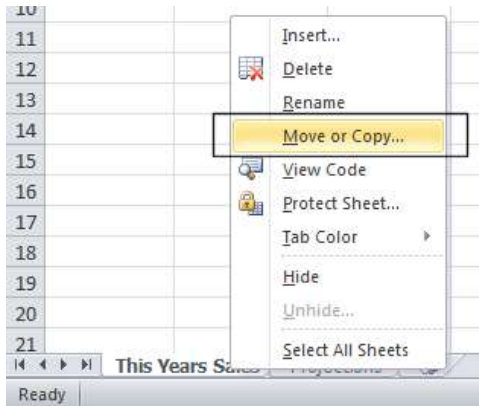 10
11
Insert...
12
Delete
13
Rename
14
Move or Copy...
15
View Code
16
Protect Sheet...
17
Tab Color
18
19
Hide
20
Unhide...
21
Select All Sheets
This Years Sales
Ready